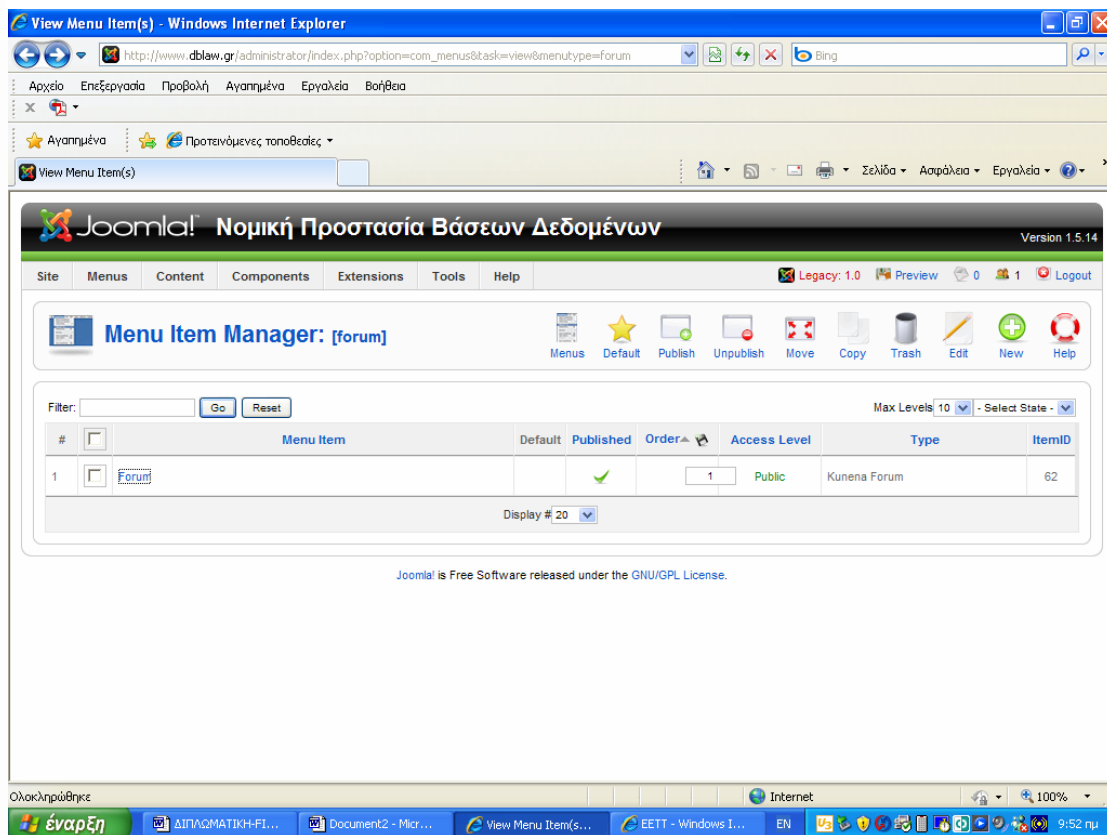 View Menu Item(s) - Windows Internet Explorer
http://www.dblaw.gr/administrator/index.php?option=com_menus&task=view&menutype=forum Bing
Αρχείο Επεξεργασία Προβολή Αγαπημένα Εργαλεία Βοήθεια
x
Αγαπημένα Προτεινόμενες τοποθεσίες
View Menu Item(s) Σελίδα Ασφάλεια Εργαλεία
Joomla!™ Νομική Προστασία Βάσεων Δεδομένων
Version 1.5.14
Site Menus Content Components Extensions Tools Help Legacy: 1.0 Preview 0 1 Logout
Menu Item Manager: [forum]
Menus Default Publish Unpublish Move Copy Trash Edit New Help
Filter: Go Reset Max Levels 10 - Select State -
# Menu Item Default Published Order Access Level Type ItemID
1 Forum 1 Public Kunena Forum 62
Display # 20
Joomla! is Free Software released under the GNU/GPL License.
Ολοκληρώθηκε Internet 100%
έναρξη ΔΙΠΛΩΜΑΤΙΚΗ-FI... Document2 - Micr... View Menu Item(s... EETT - Windows I... EN 9:52 πμ